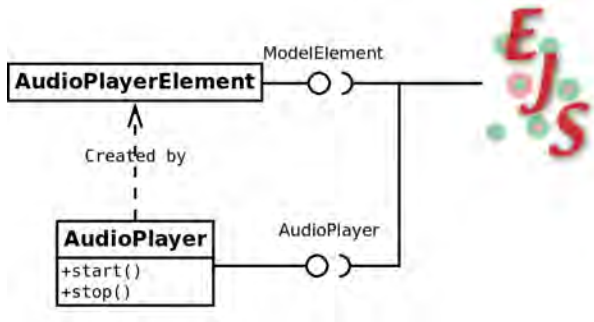 ModelElement
AudioPlayerElement
EJS
Created by
AudioPlayer
AudioPlayer
+start()
+stop()